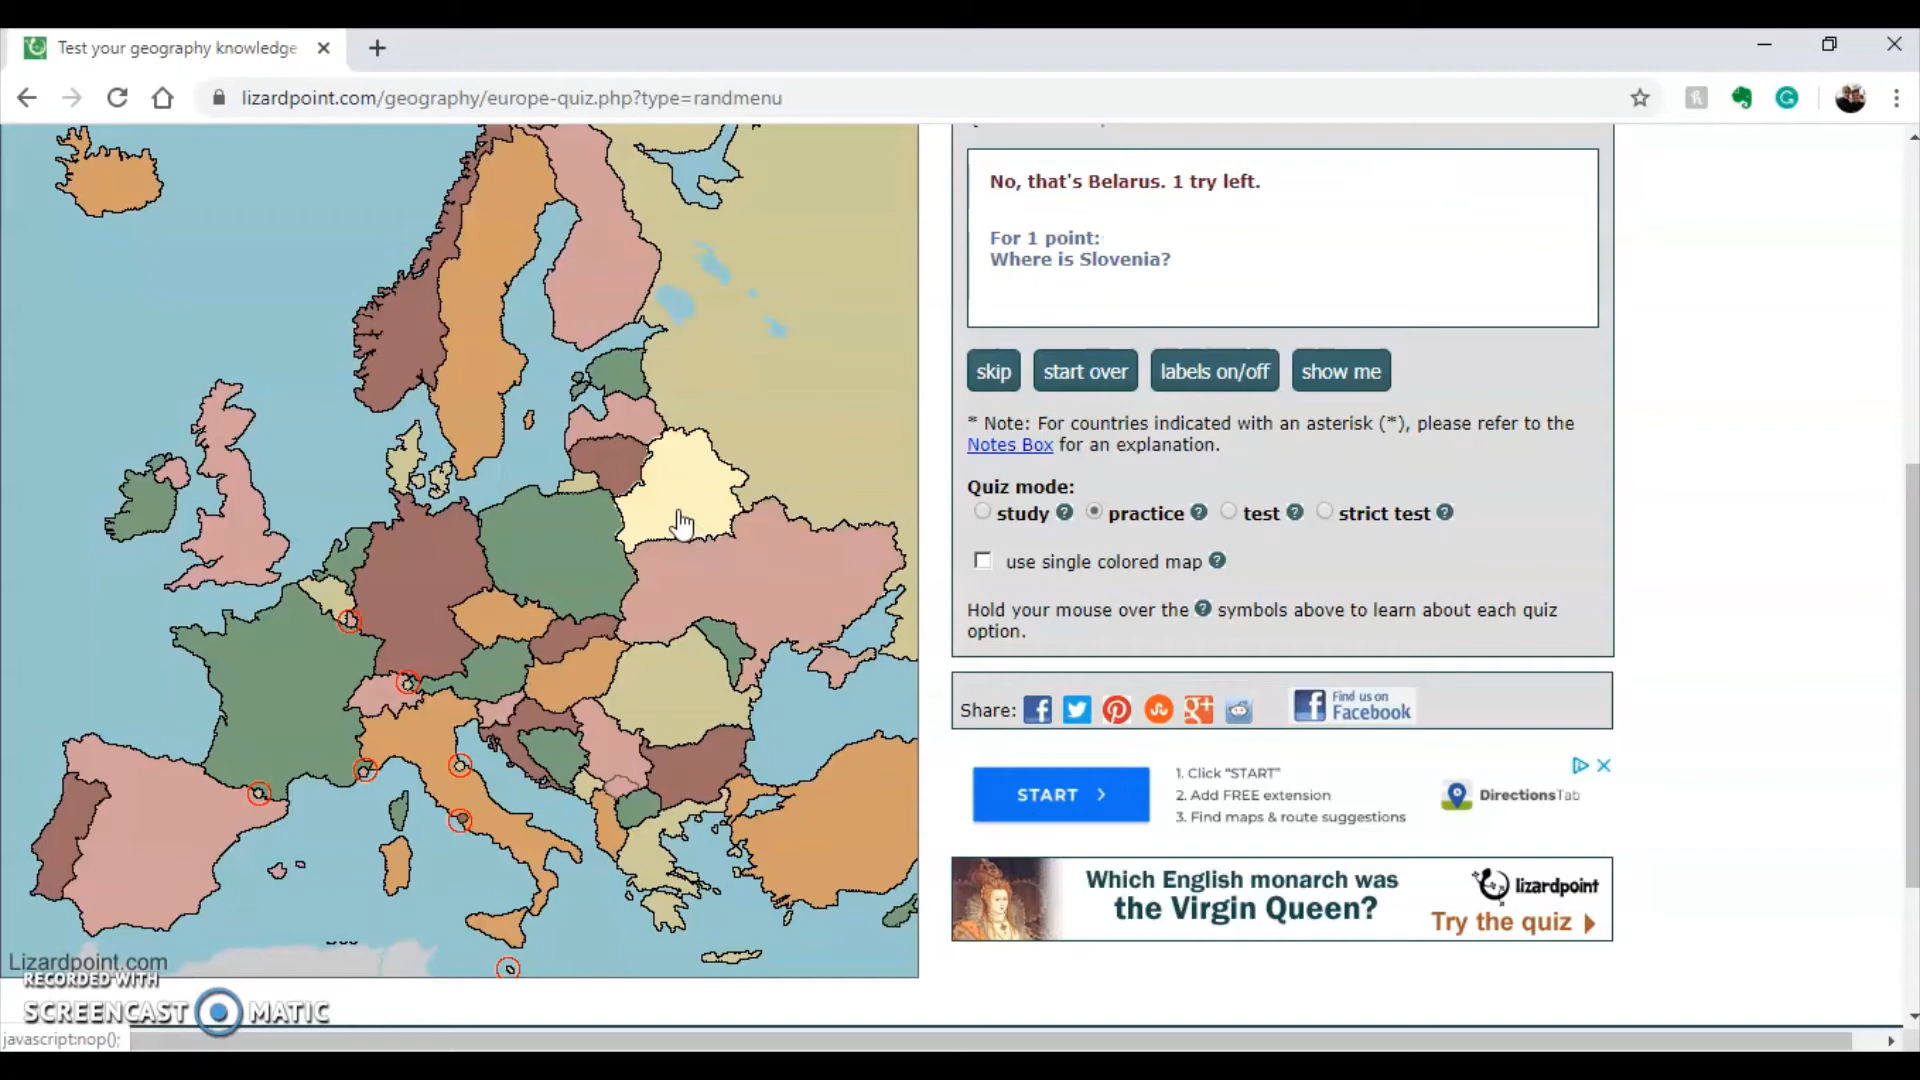 Test your geography knowledge
lizardpoint.com/geography/europe-quiz.php?type=randmenu
No, that's Belarus. 1 try left.
For 1 point:
Where is Slovenia?
skip
start over
labels on/off
show me
* Note: For countries indicated with an asterisk (*), please refer to the
Notes Box for an explanation.
Quiz mode:
study ? practice ? test ? strict test ?
use single colored map ?
Hold your mouse over the ? symbols above to learn about each quiz
option.
Share:
Find us on
Facebook
START >
1. Click "START"
2. Add FREE extension
3. Find maps & route suggestions
DirectionsTab
Which English monarch was
the Virgin Queen?
lizardpoint
Try the quiz
Lizardpoint.com
RECORDED WITH
SCREENCAST MATIC
javascript:nop();